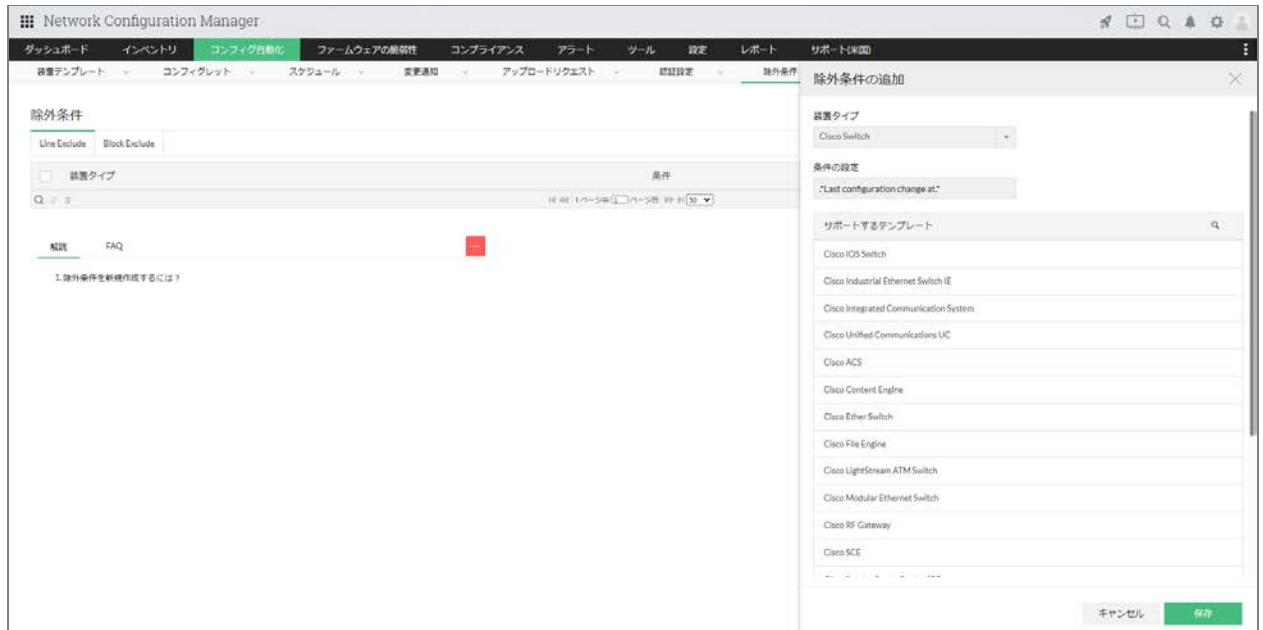 Network Configuration Manager
ダッシュボード インベントリ コンフィグ自動化 ファームウェアの脆弱性 コンプライアンス アラート ツール 設定 レポート サポート(米国)
装置テンプレート コンフィグレット スケジュール 変更通知 アップロードリクエスト 認証設定 除外条件
除外条件の追加
除外条件
Line Exclude Block Exclude
装置タイプ 条件
1 ページ中 ページ目 50
解説 FAQ
1. 除外条件を新規作成するには？
装置タイプ
Cisco Switch
条件の設定
.*Last configuration change at.*
サポートするテンプレート
Cisco IOS Switch
Cisco Industrial Ethernet Switch IE
Cisco Integrated Communication System
Cisco Unified Communications UC
Cisco ACS
Cisco Content Engine
Cisco Ether Switch
Cisco File Engine
Cisco LightStream ATM Switch
Cisco Modular Ethernet Switch
Cisco RF Gateway
Cisco SCE
キャンセル 保存